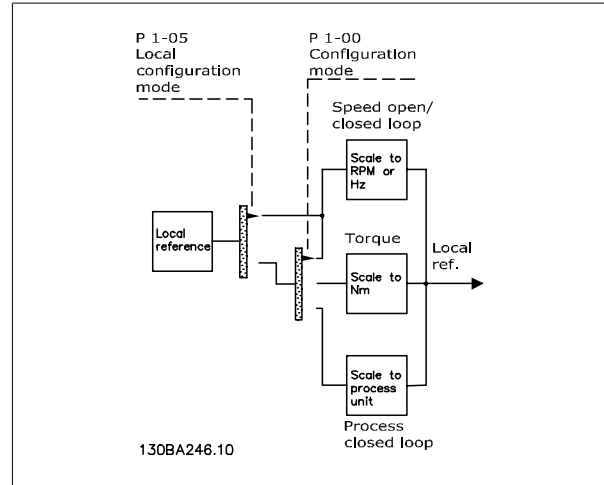 P 1-05
Local
configuration
mode
P 1-00
Configuration
mode
Speed open/
closed loop
Scale to
RPM or
Hz
Local
reference
Torque
Scale to
Nm
Local
ref.
Scale to
process
unit
Process
closed loop
130BA246.10